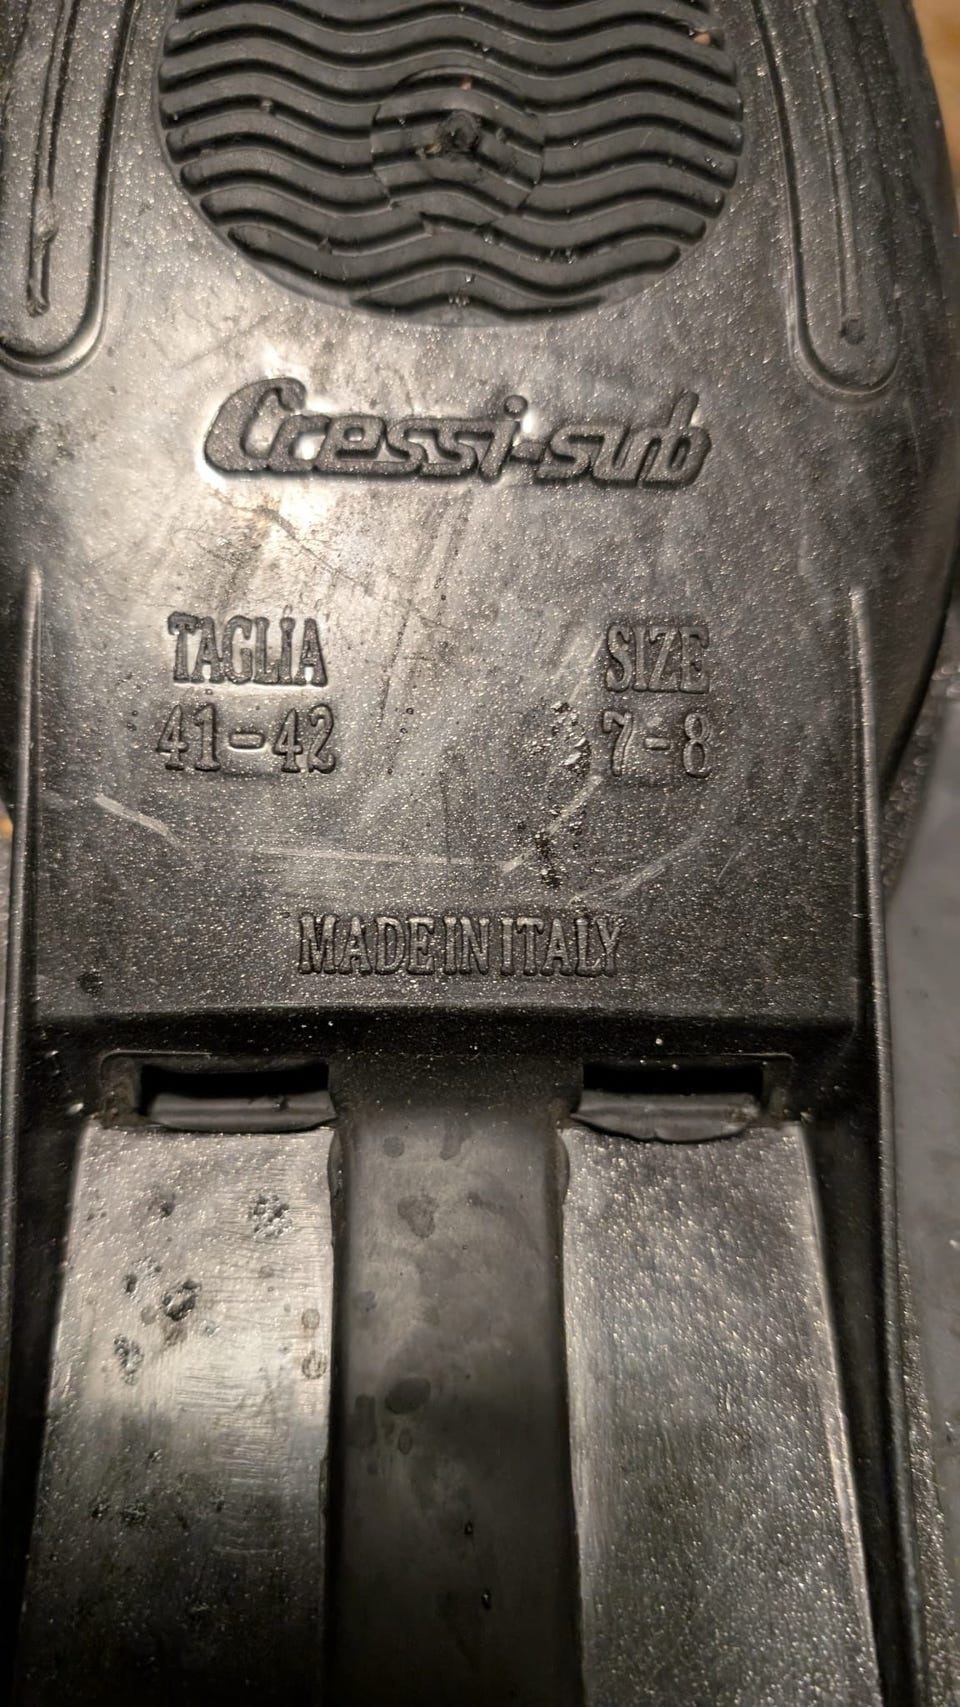 Cressi-sub
TAGLIA SIZE
41-42 7-8
MADE IN ITALY